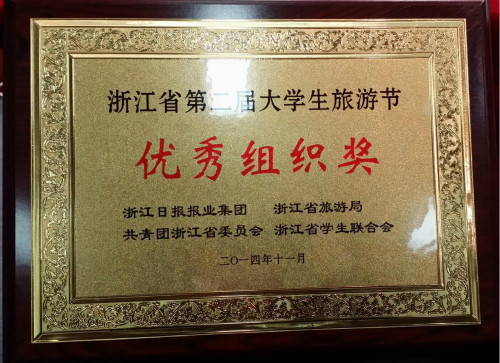 浙江省第二届大学生旅游节
优秀组织奖
浙江日报报业集团 浙江省旅游局
共青团浙江省委员会 浙江省学生联合会
二〇一四年十一月